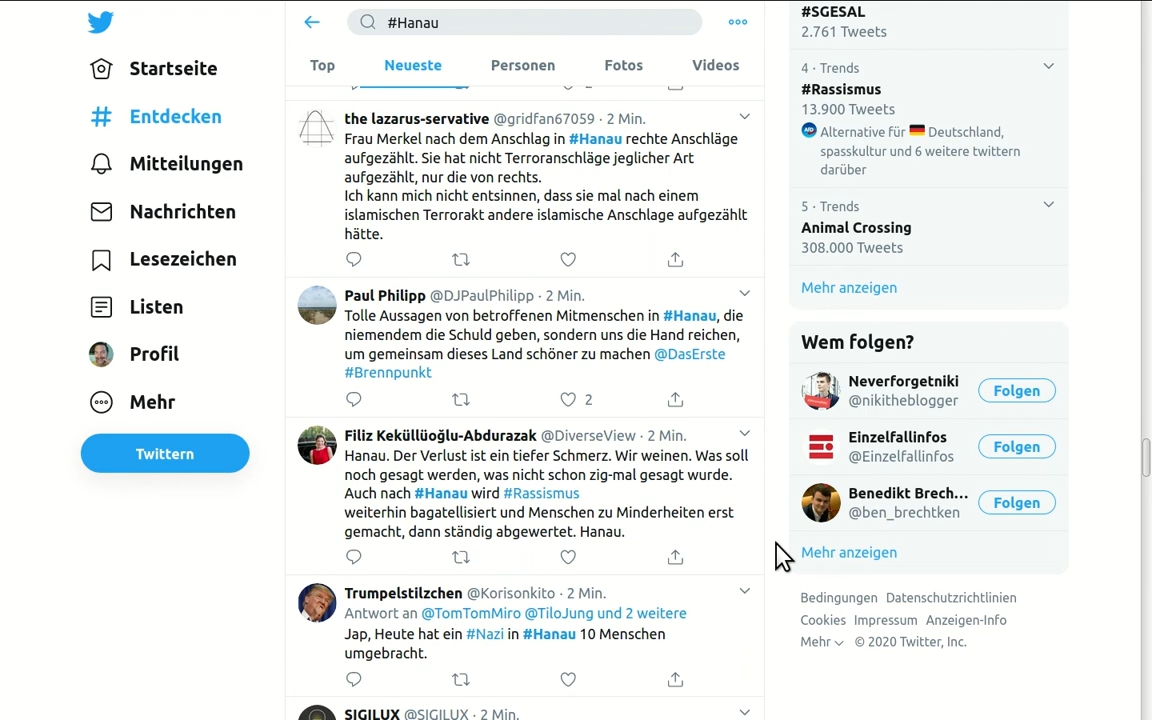 #Hanau
Top
Neueste
Personen
Fotos
Videos
Startseite
Entdecken
Mitteilungen
Nachrichten
Lesezeichen
Listen
Profil
Mehr
Twittern
2
the lazarus-servative @gridfan67059 · 2 Min.
Frau Merkel nach dem Anschlag in #Hanau rechte Anschläge
aufgezählt. Sie hat nicht Terroranschläge jeglicher Art
aufgezählt, nur die von rechts.
Ich kann mich nicht entsinnen, dass sie mal nach einem
islamischen Terrorakt andere islamische Anschlage aufgezählt
hätte.
Paul Philipp @DJPaulPhilipp · 2 Min.
Tolle Aussagen von betroffenen Mitmenschen in #Hanau, die
niemendem die Schuld geben, sondern uns die Hand reichen,
um gemeinsam dieses Land schöner zu machen @DasErste
#Brennpunkt
2
Filiz Keküllüoğlu-Abdurazak @DiverseView · 2 Min.
Hanau. Der Verlust ist ein tiefer Schmerz. Wir weinen. Was soll
noch gesagt werden, was nicht schon zig-mal gesagt wurde.
Auch nach #Hanau wird #Rassismus
weiterhin bagatellisiert und Menschen zu Minderheiten erst
gemacht, dann ständig abgewertet. Hanau.
Trumpelstilzchen @Korisonkito · 2 Min.
Antwort an @TomTomMiro @TiloJung und 2 weitere
Jap, Heute hat ein #Nazi in #Hanau 10 Menschen
umgebracht.
SIGILUX @SIGILUX · 2 Min.
#SGESAL
2.761 Tweets
4 · Trends
#Rassismus
13.900 Tweets
AfD Alternative für Deutschland,
spasskultur und 6 weitere twittern
darüber
5 · Trends
Animal Crossing
308.000 Tweets
Mehr anzeigen
Wem folgen?
Neverforgetniki
@nikitheblogger
Folgen
Einzelfallinfos
@Einzelfallinfos
Folgen
Benedikt Brech...
@ben_brechtken
Folgen
Mehr anzeigen
Bedingungen Datenschutzrichtlinien
Cookies Impressum Anzeigen-Info
Mehr © 2020 Twitter, Inc.